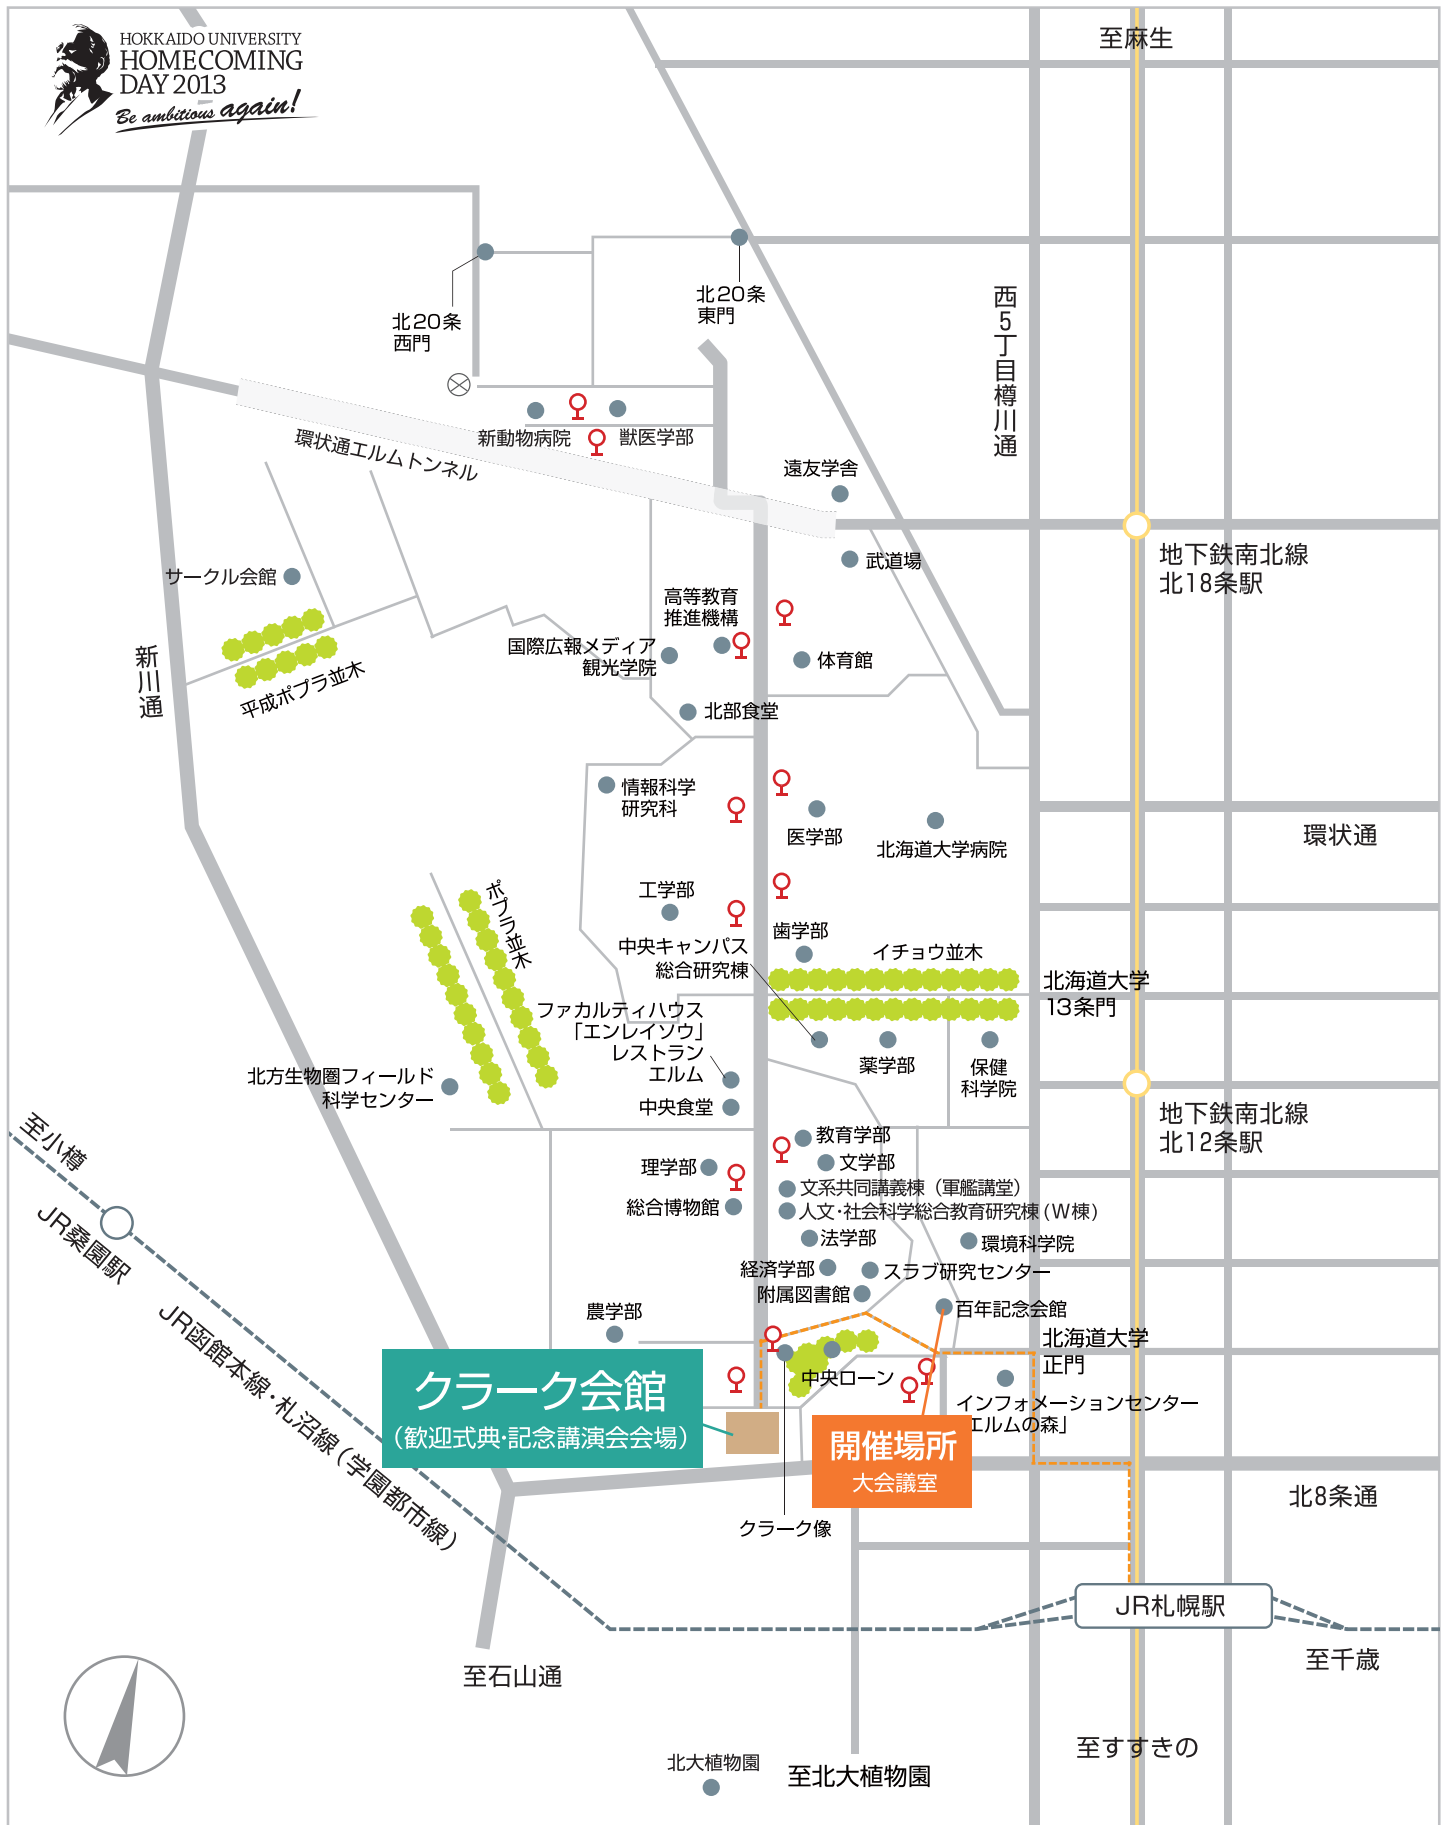 HOKKAIDO UNIVERSITY
HOMECOMING
DAY 2013
Be ambitious again!
至麻生
北20条
西門
北20条
東門
西5丁目樽川通
環状通エルムトンネル
新動物病院
獣医学部
遠友学舎
武道場
地下鉄南北線
北18条駅
サークル会館
平成ポプラ並木
新川通
高等教育
推進機構
国際広報メディア
観光学院
体育館
北部食堂
情報科学
研究科
医学部
北海道大学病院
環状通
工学部
ポプラ並木
歯学部
中央キャンパス
総合研究棟
イチョウ並木
北海道大学
13条門
ファカルティハウス
「エンレイソウ」
レストラン
エルム
薬学部
保健
科学院
北方生物圏フィールド
科学センター
中央食堂
地下鉄南北線
北12条駅
教育学部
文学部
理学部
文系共同講義棟（軍艦講堂）
総合博物館
人文・社会科学総合教育研究棟(W棟)
法学部
環境科学院
経済学部
スラブ研究センター
附属図書館
百年記念会館
至小樽
JR桑園駅
JR函館本線・札沼線（学園都市線）
農学部
北海道大学
正門
クラーク会館
（歓迎式典・記念講演会会場）
中央ローン
インフォメーションセンター
エルムの森」
開催場所
大会議室
クラーク像
北8条通
JR札幌駅
至千歳
至石山通
至すすきの
北大植物園
至北大植物園